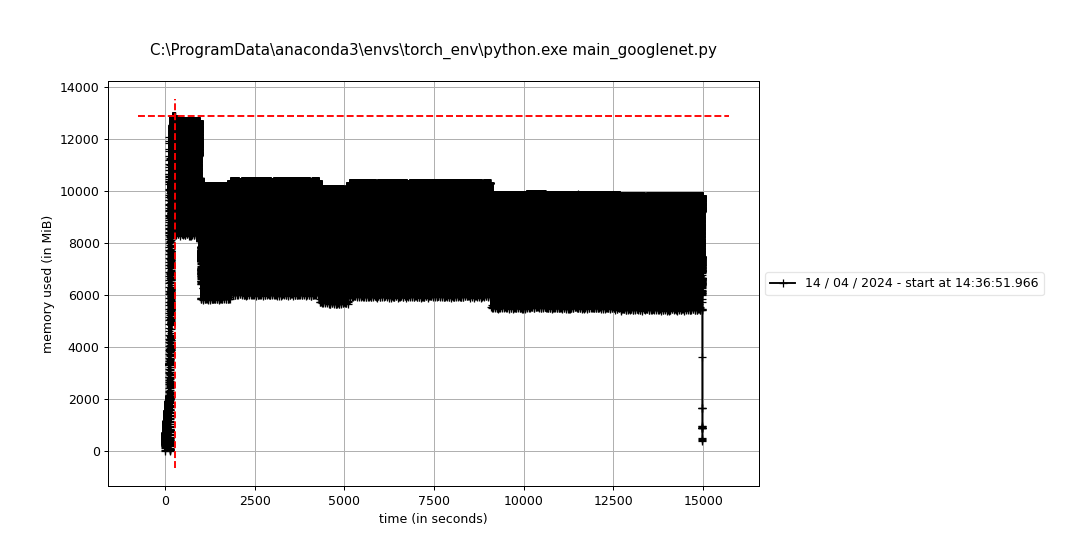 C:\ProgramData\anaconda3\envs\torch_env\python.exe main_googlenet.py
14000
12000
10000
8000
6000
4000
2000
0
memory used (in MiB)
0 2500 5000 7500 10000 12500 15000
time (in seconds)
14 / 04 / 2024 - start at 14:36:51.966